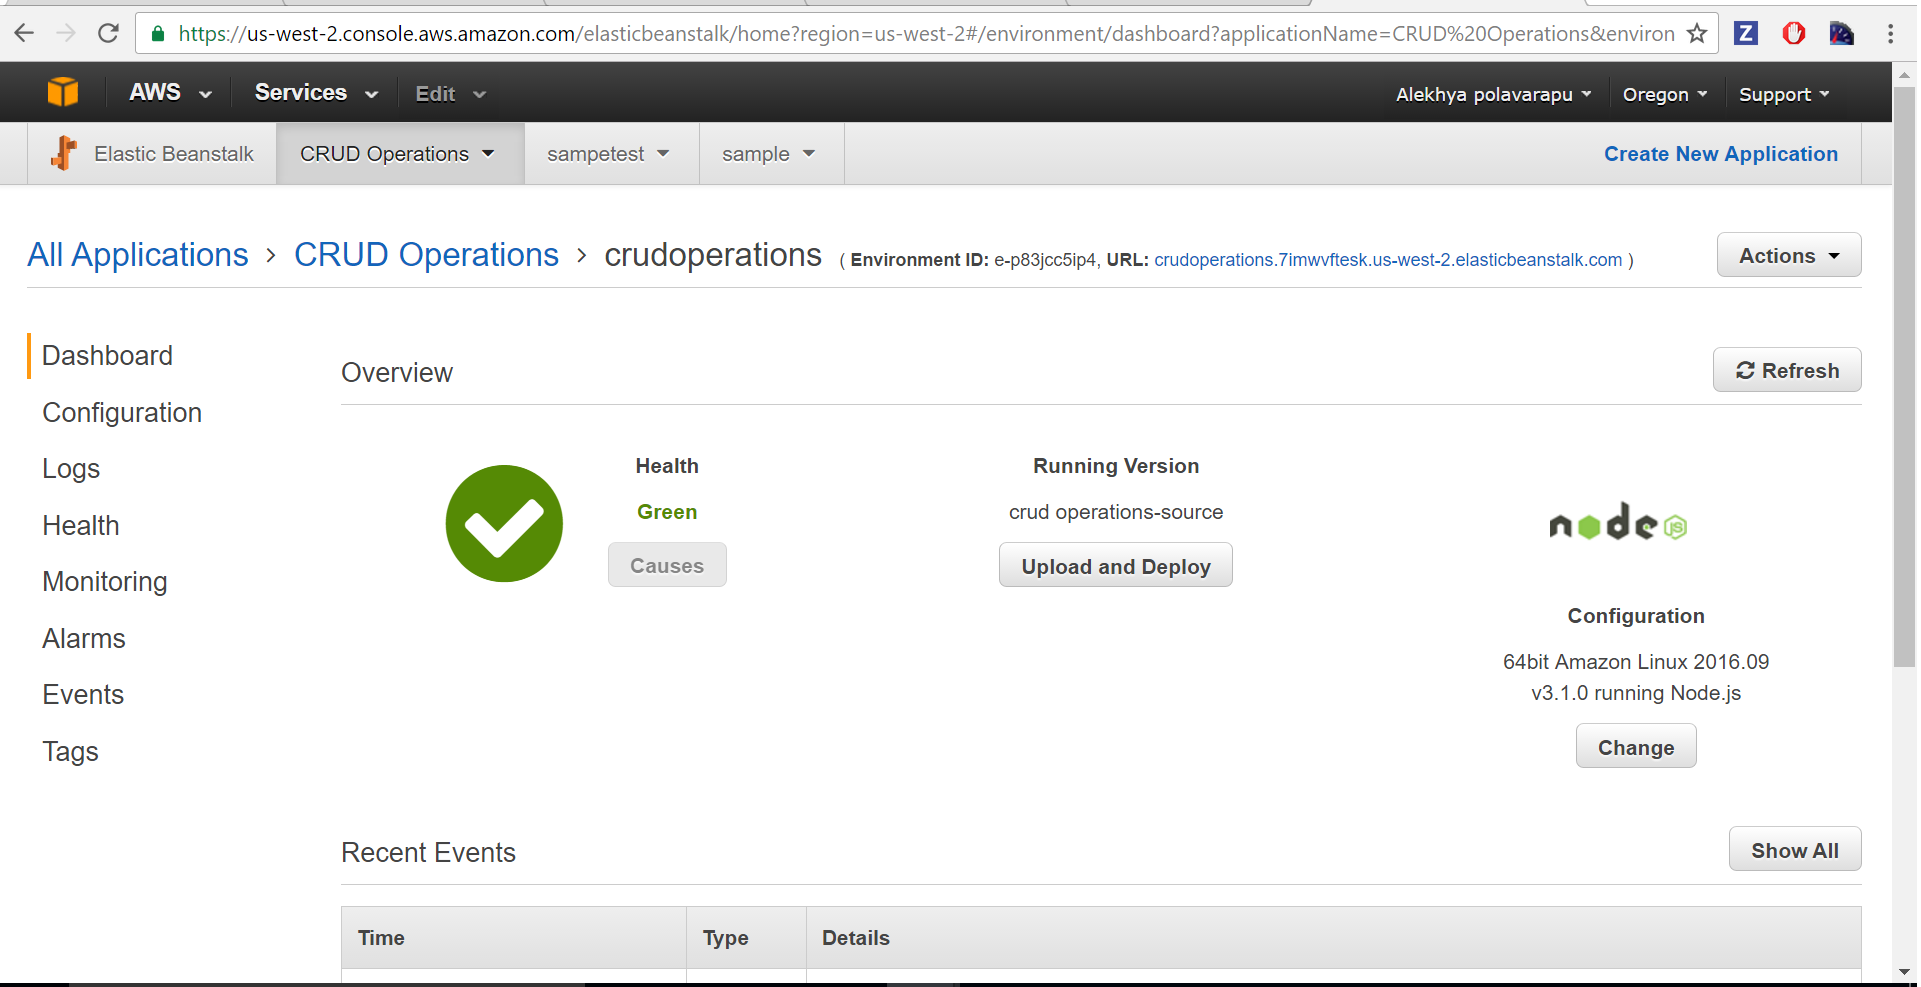 https://us-west-2.console.aws.amazon.com/elasticbeanstalk/home?region=us-west-2#/environment/dashboard?applicationName=CRUD%20Operations&environ
Z
AWS Services Edit Alekhya polavarapu Oregon Support
Elastic Beanstalk CRUD Operations sampetest sample Create New Application
All Applications > CRUD Operations > crudoperations ( Environment ID: e-p83jcc5ip4, URL: crudoperations.7imwvftesk.us-west-2.elasticbeanstalk.com ) Actions
Dashboard
Configuration
Logs
Health
Monitoring
Alarms
Events
Tags
Overview Refresh
Health
Green
Causes
Running Version
crud operations-source
Upload and Deploy
node JS
Configuration
64bit Amazon Linux 2016.09
v3.1.0 running Node.js
Change
Recent Events Show All
Time Type Details